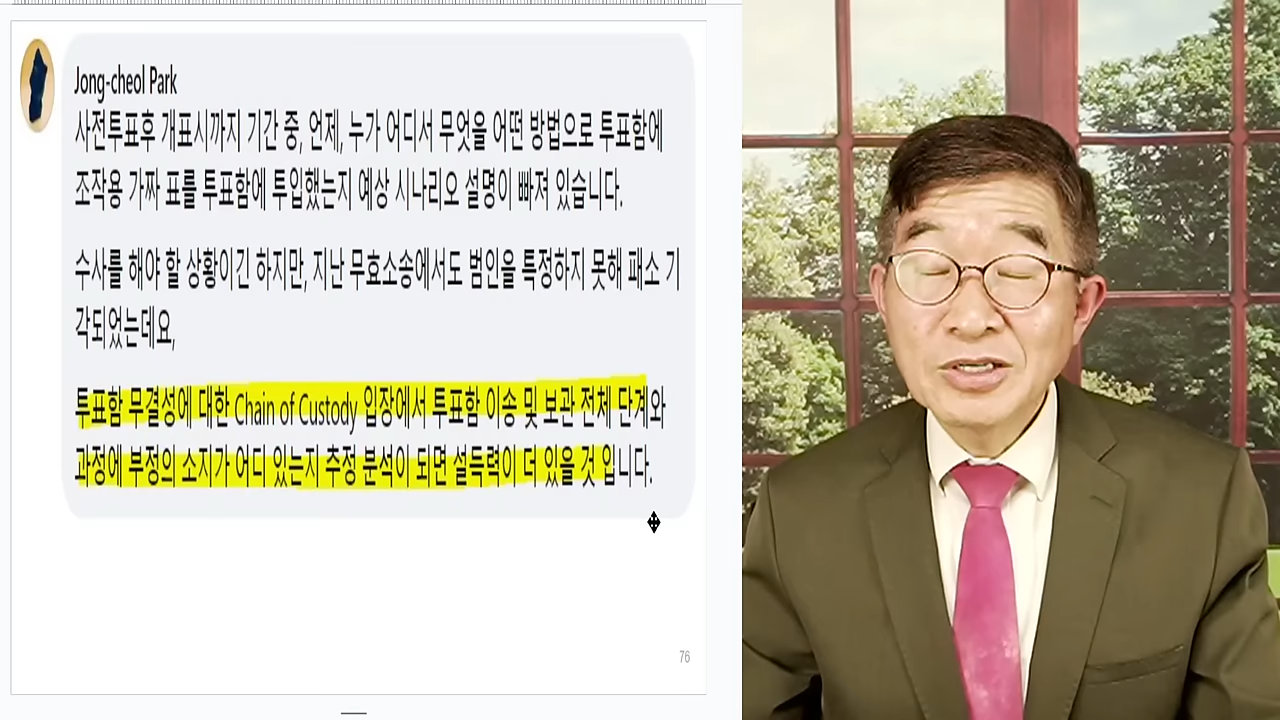 Jong-cheol Park
사전투표후 개표시까지 기간 중, 언제, 누가 어디서 무엇을 어떤 방법으로 투표함에
조작용 가짜 표를 투표함에 투입했는지 예상 시나리오 설명이 빠져 있습니다.
수사를 해야 할 상황이긴 하지만, 지난 무효소송에서도 범인을 특정하지 못해 패소 기
각되었는데요,
투표함 무결성에 대한 Chain of Custody 입장에서 투표함 이송 및 보관 전체 단계와
과정에 부정의 소지가 어디 있는지 추정 분석이 되면 설득력이 더 있을 것 입니다.
76